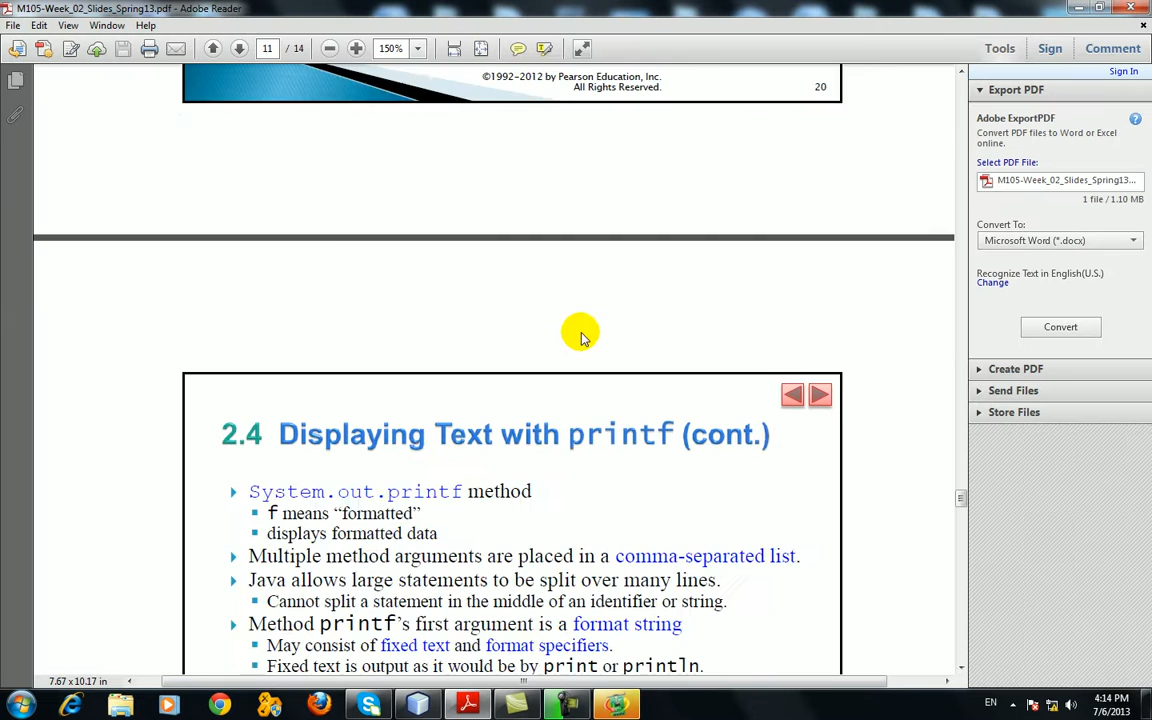 M105-Week_02_Slides_Spring13.pdf - Adobe Reader
File Edit View Window Help
11 / 14 150% Tools Sign Comment
Sign In
Export PDF
Adobe ExportPDF
Convert PDF files to Word or Excel
online.
Select PDF File:
M105-Week_02_Slides_Spring13...
1 file / 1.10 MB
Convert To:
Microsoft Word (*.docx)
Recognize Text in English(U.S.)
Change
Convert
Create PDF
Send Files
Store Files
©1992-2012 by Pearson Education, Inc.
All Rights Reserved.
20
2.4 Displaying Text with printf (cont.)
System.out.printf method
f means “formatted”
displays formatted data
Multiple method arguments are placed in a comma-separated list.
Java allows large statements to be split over many lines.
Cannot split a statement in the middle of an identifier or string.
Method printf’s first argument is a format string
May consist of fixed text and format specifiers.
Fixed text is output as it would be by print or println.
7.67 x 10.17 in
EN
4:14 PM
7/6/2013